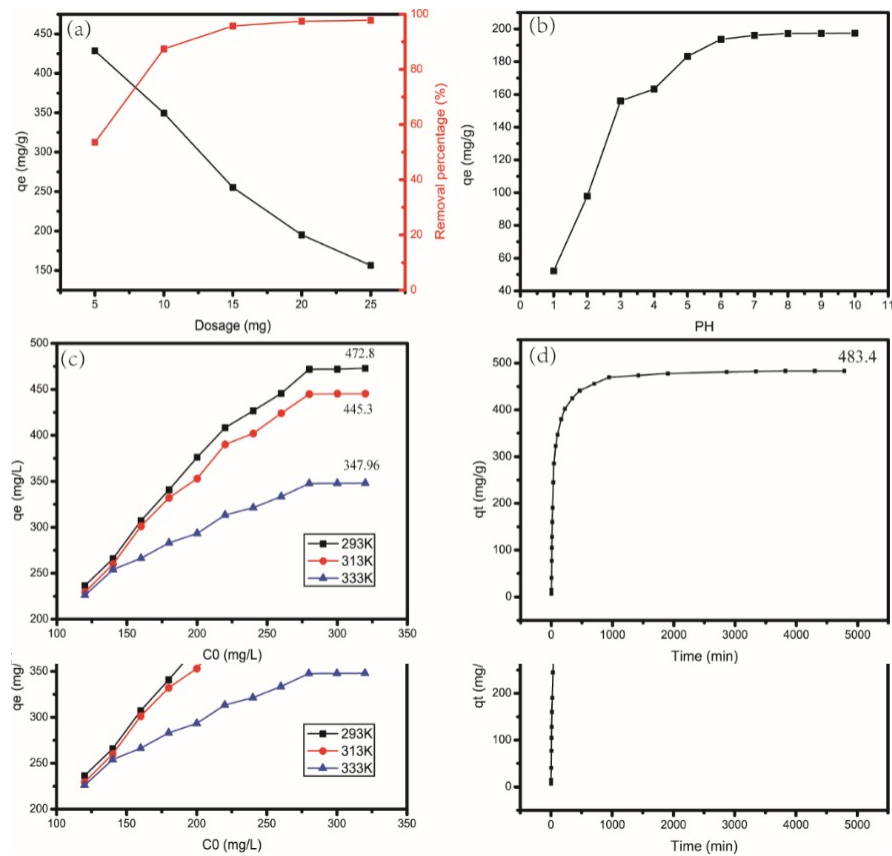 (a)
450
400
350
300
250
200
150
qe (mg/g)
100
80
60
40
20
0
Removal percentage (%)
5 10 15 20 25
Dosage (mg)
(b)
200
180
160
140
120
100
80
60
40
qe (mg/g)
0 1 2 3 4 5 6 7 8 9 10 11
PH
(c)
500
450
400
350
300
250
200
qe (mg/L)
472.8
445.3
347.96
293K
313K
333K
100 150 200 250 300 350
C0 (mg/L)
(d)
483.4
500
400
300
200
100
0
qt (mg/g)
0 1000 2000 3000 4000 5000
Time (min)
350
300
250
200
qe (mg/L)
293K
313K
333K
100 150 200 250 300 350
C0 (mg/L)
200
100
0
qt (mg/
0 1000 2000 3000 4000 5000
Time (min)